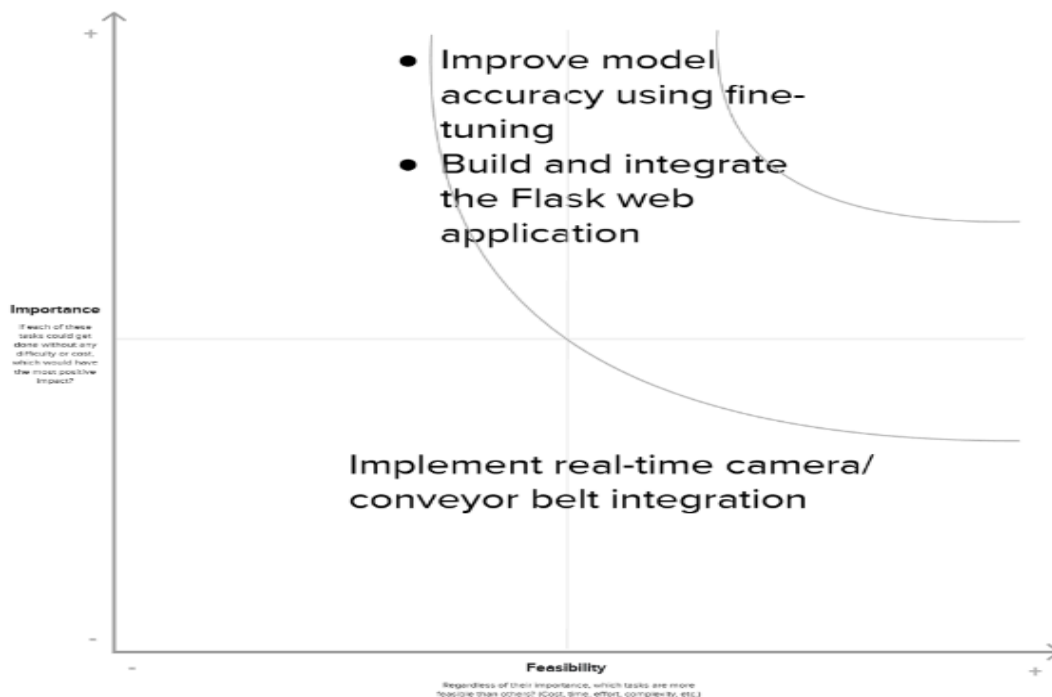 +
● Improve model
accuracy using fine-
tuning
● Build and integrate
the Flask web
application
Importance
If each of these
tasks could get
done without any
difficulty or cost,
which would have
the most positive
impact?
Implement real-time camera/
conveyor belt integration
-
-
Feasibility
+
Regardless of their importance, which tasks are more
feasible than others? (Cost, time, effort, complexity, etc.)